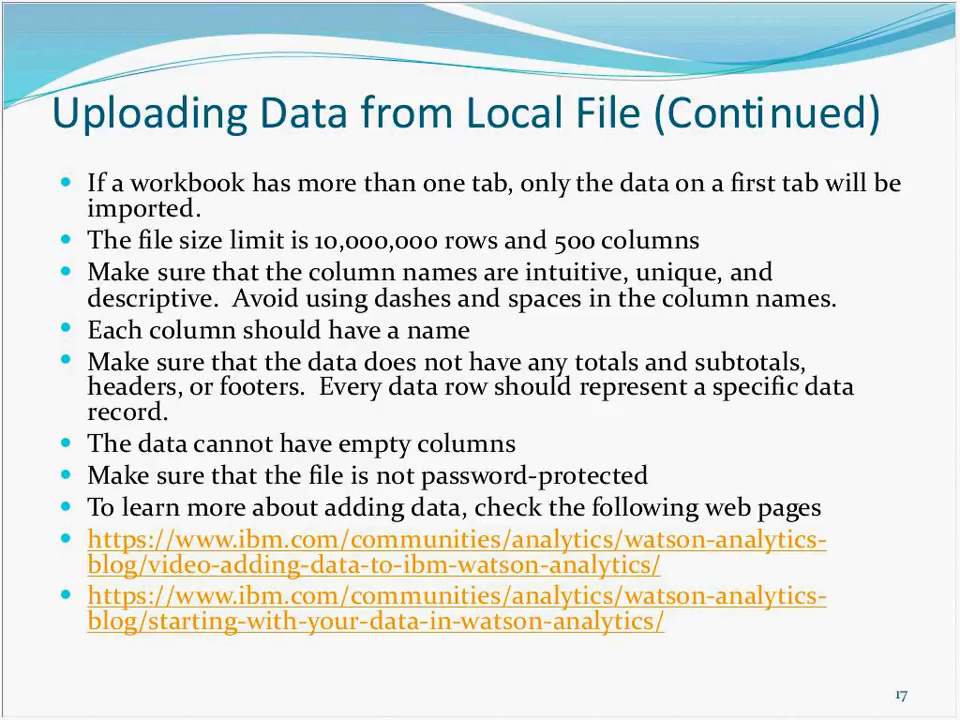 Uploading Data from Local File (Continued)
If a workbook has more than one tab, only the data on a first tab will be
imported.
The file size limit is 10,000,000 rows and 500 columns
Make sure that the column names are intuitive, unique, and
descriptive.  Avoid using dashes and spaces in the column names.
Each column should have a name
Make sure that the data does not have any totals and subtotals,
headers, or footers.  Every data row should represent a specific data
record.
The data cannot have empty columns
Make sure that the file is not password-protected
To learn more about adding data, check the following web pages
https://www.ibm.com/communities/analytics/watson-analytics-
blog/video-adding-data-to-ibm-watson-analytics/
https://www.ibm.com/communities/analytics/watson-analytics-
blog/starting-with-your-data-in-watson-analytics/
17